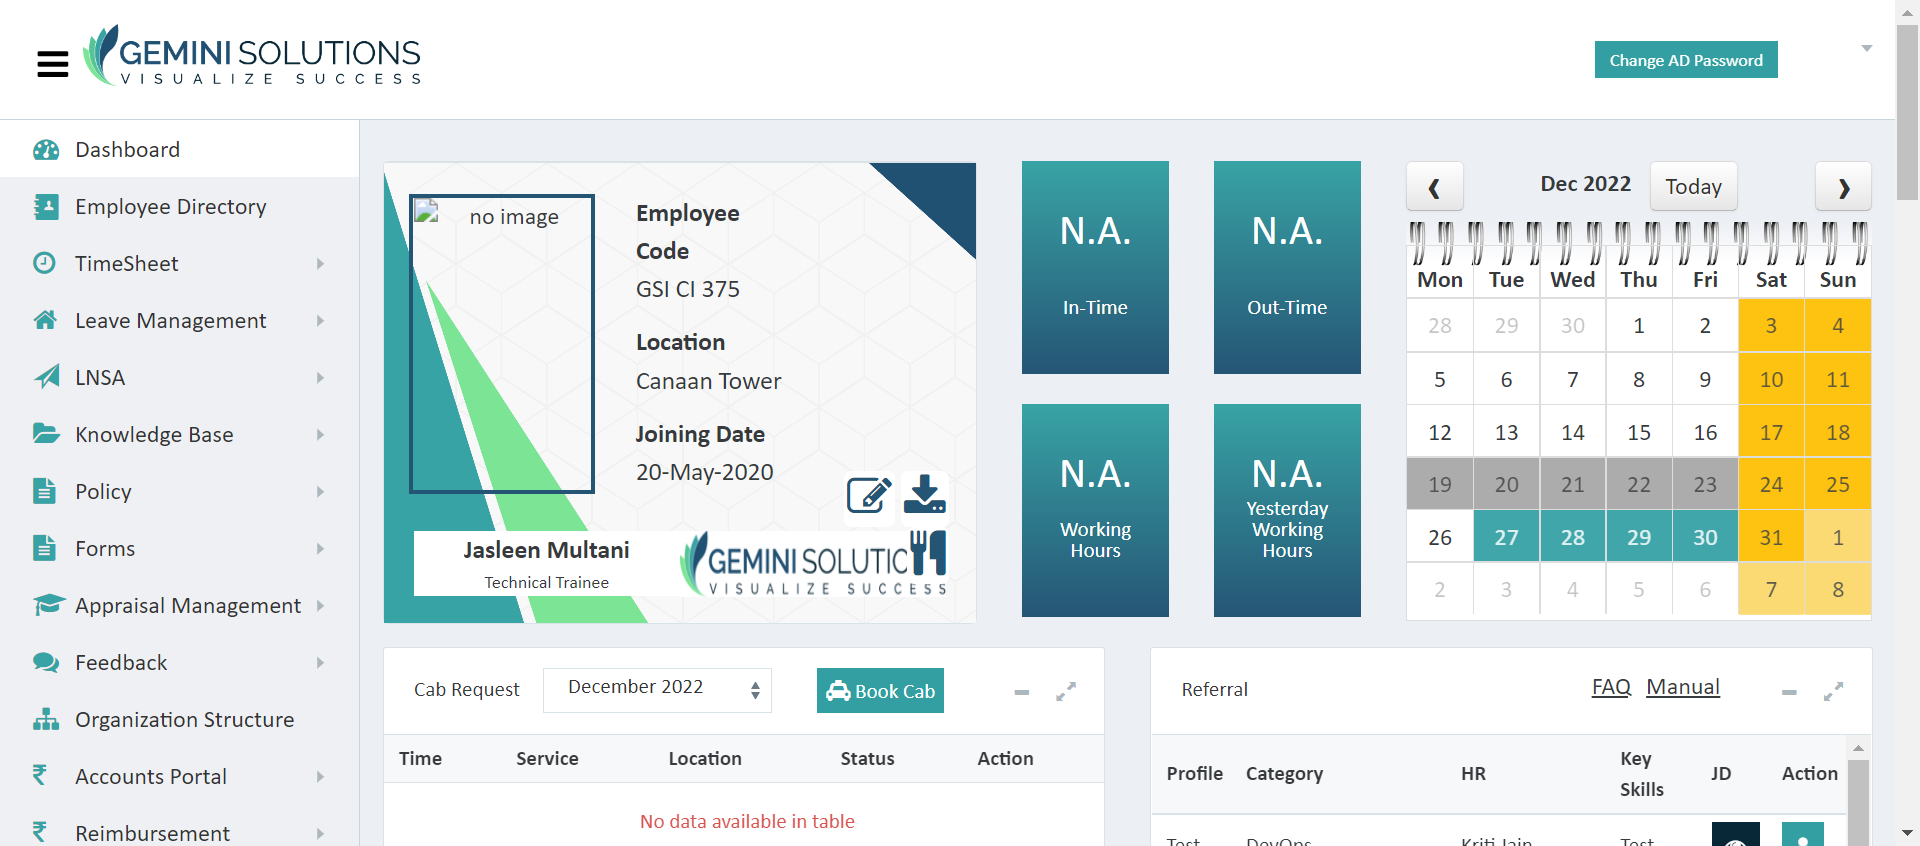 GEMINI SOLUTIONS
VISUALIZE SUCCESS
Change AD Password
Dashboard
Employee Directory
TimeSheet
Leave Management
LNSA
Knowledge Base
Policy
Forms
Appraisal Management
Feedback
Organization Structure
Accounts Portal
Reimbursement
no image
Employee
Code
GSI CI 375
Location
Canaan Tower
Joining Date
20-May-2020
Jasleen Multani
Technical Trainee
GEMINI SOLUTIC
VISUALIZE SUCCESS
N.A.
In-Time
N.A.
Out-Time
N.A.
Working
Hours
N.A.
Yesterday
Working
Hours
❮ Dec 2022 Today ❯
Mon Tue Wed Thu Fri Sat Sun
28 29 30 1 2 3 4
5 6 7 8 9 10 11
12 13 14 15 16 17 18
19 20 21 22 23 24 25
26 27 28 29 30 31 1
2 3 4 5 6 7 8
Cab Request December 2022 Book Cab
Time Service Location Status Action
No data available in table
Referral FAQ Manual
Profile Category HR Key Skills JD Action
Test DevOps Kriti Jain Test